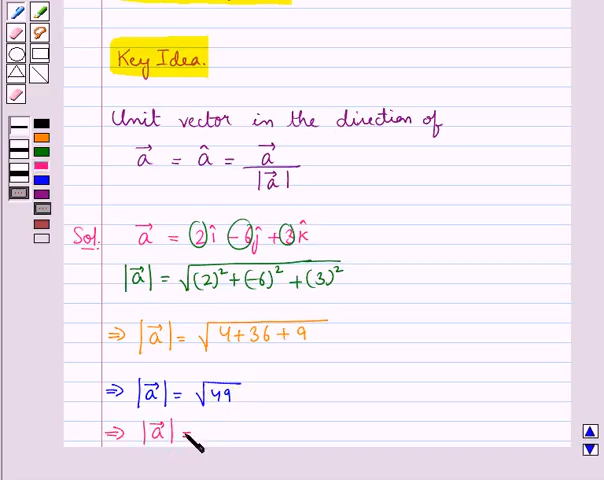 Key Idea.
Unit vector in the direction of
a⃗ = â = a⃗ / |a⃗|
Sol. a⃗ = 2î - 6ĵ + 3k̂
|a⃗| = √(2)² + (-6)² + (3)²
⇒ |a⃗| = √4 + 36 + 9
⇒ |a⃗| = √49
⇒ |a⃗| =